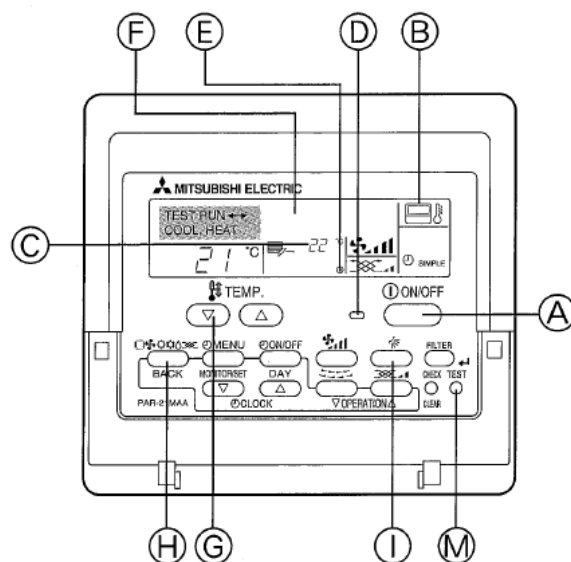 F E D B
MITSUBISHI ELECTRIC
TEST RUN
COOL, HEAT
C
21 °C
22 °C
SIMPLE
TEMP.
ON/OFF
A
MENU ON/OFF FILTER
BACK MONITOR/SET DAY CHECK TEST
PAR-21MAA CLOCK OPERATION CLEAR
H G I M